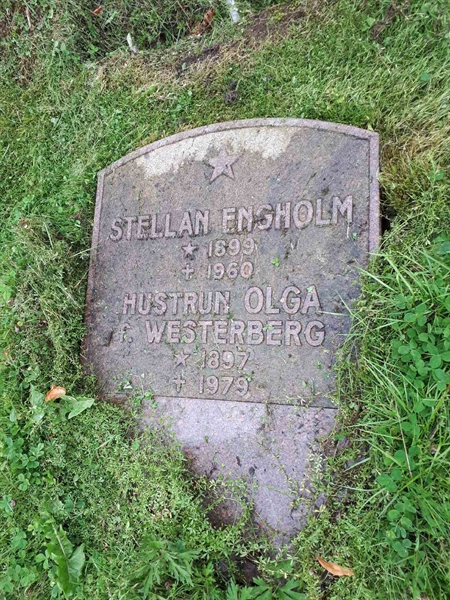 STELLAN ENGHOLM
* 1899
† 1960
HUSTRUN OLGA
f. WESTERBERG
* 1897
† 1979